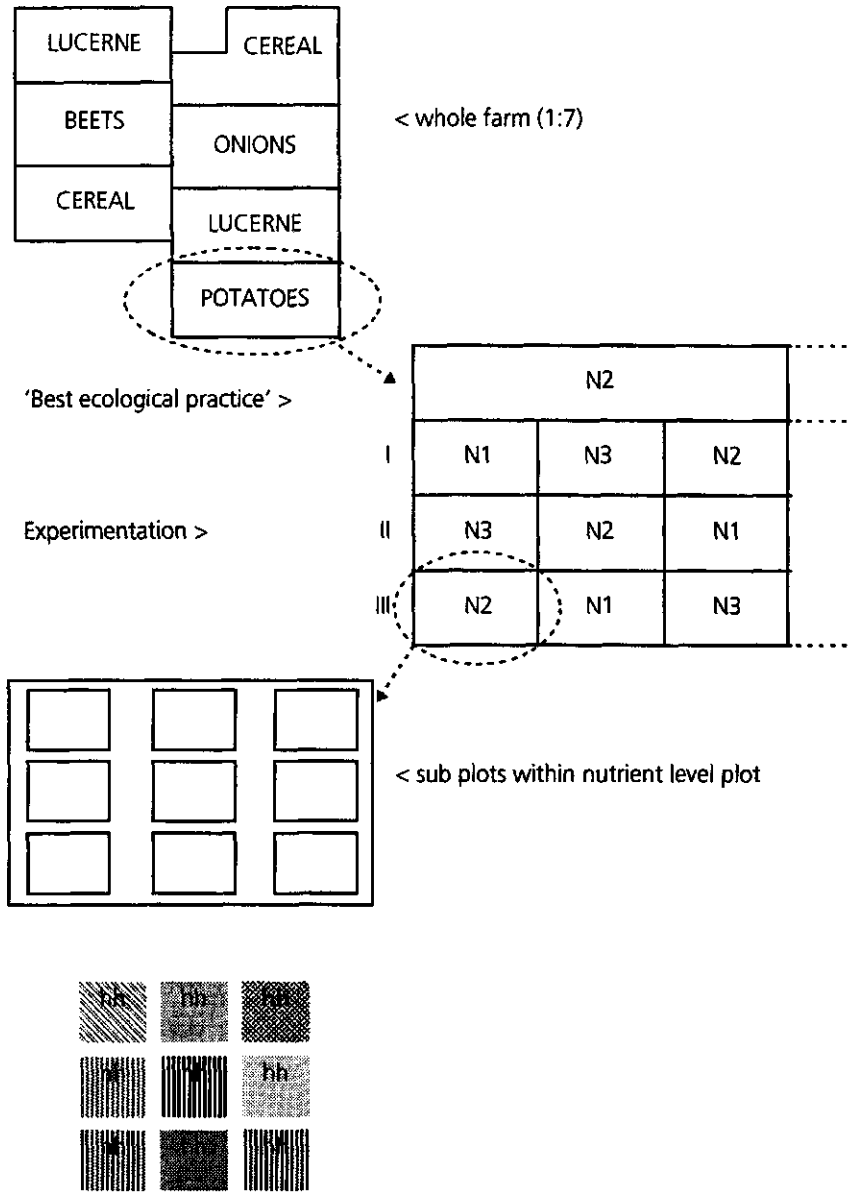 LUCERNE
CEREAL
BEETS
< whole farm (1:7)
ONIONS
CEREAL
LUCERNE
POTATOES
N2
'Best ecological practice' >
I N1 N3 N2
Experimentation > II N3 N2 N1
III N2 N1 N3
< sub plots within nutrient level plot
hh hh hh
hh